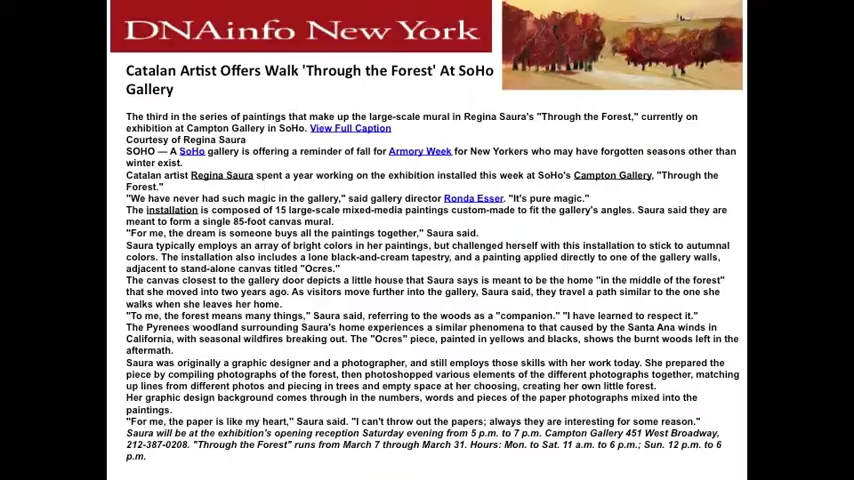 DNAinfo New York
Catalan Artist Offers Walk 'Through the Forest' At SoHo
Gallery
The third in the series of paintings that make up the large-scale mural in Regina Saura's "Through the Forest," currently on
exhibition at Campton Gallery in SoHo. View Full Caption
Courtesy of Regina Saura
SOHO — A SoHo gallery is offering a reminder of fall for Armory Week for New Yorkers who may have forgotten seasons other than
winter exist.
Catalan artist Regina Saura spent a year working on the exhibition installed this week at SoHo's Campton Gallery, "Through the
Forest."
"We have never had such magic in the gallery," said gallery director Ronda Esser. "It's pure magic."
The installation is composed of 15 large-scale mixed-media paintings custom-made to fit the gallery's angles. Saura said they are
meant to form a single 85-foot canvas mural.
"For me, the dream is someone buys all the paintings together," Saura said.
Saura typically employs an array of bright colors in her paintings, but challenged herself with this installation to stick to autumnal
colors. The installation also includes a lone black-and-cream tapestry, and a painting applied directly to one of the gallery walls,
adjacent to stand-alone canvas titled "Ocres."
The canvas closest to the gallery door depicts a little house that Saura says is meant to be the home "in the middle of the forest"
that she moved into two years ago. As visitors move further into the gallery, Saura said, they travel a path similar to the one she
walks when she leaves her home.
"To me, the forest means many things," Saura said, referring to the woods as a "companion." "I have learned to respect it."
The Pyrenees woodland surrounding Saura's home experiences a similar phenomena to that caused by the Santa Ana winds in
California, with seasonal wildfires breaking out. The "Ocres" piece, painted in yellows and blacks, shows the burnt woods left in the
aftermath.
Saura was originally a graphic designer and a photographer, and still employs those skills with her work today. She prepared the
piece by compiling photographs of the forest, then photoshopped various elements of the different photographs together, matching
up lines from different photos and piecing in trees and empty space at her choosing, creating her own little forest.
Her graphic design background comes through in the numbers, words and pieces of the paper photographs mixed into the
paintings.
"For me, the paper is like my heart," Saura said. "I can't throw out the papers; always they are interesting for some reason."
Saura will be at the exhibition's opening reception Saturday evening from 5 p.m. to 7 p.m. Campton Gallery 451 West Broadway,
212-387-0208. "Through the Forest" runs from March 7 through March 31. Hours: Mon. to Sat. 11 a.m. to 6 p.m.; Sun. 12 p.m. to 6
p.m.